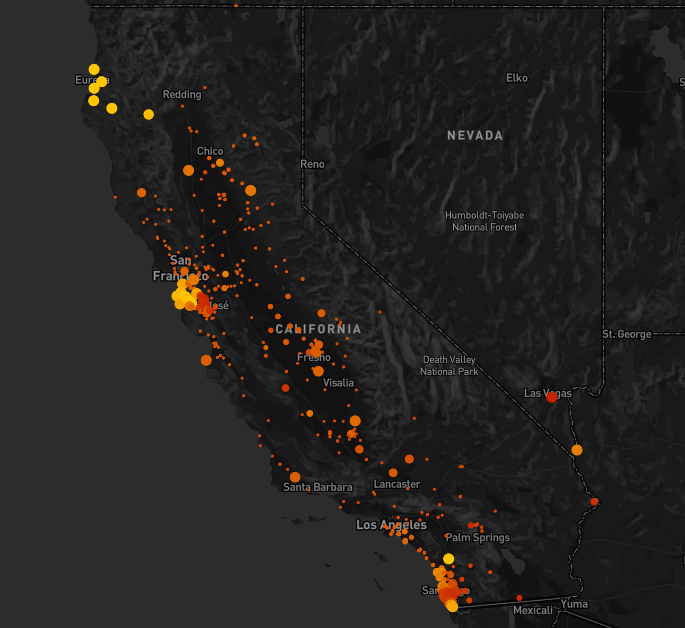 Eureka
Redding
Elko
NEVADA
Chico
Reno
Humboldt-Toiyabe
National Forest
San
Francisco
José
CALIFORNIA
St. George
Fresno
Death Valley
National Park
Visalia
Las Vegas
Santa Barbara
Lancaster
Los Angeles
Palm Springs
San Diego
Mexicali
Yuma
S